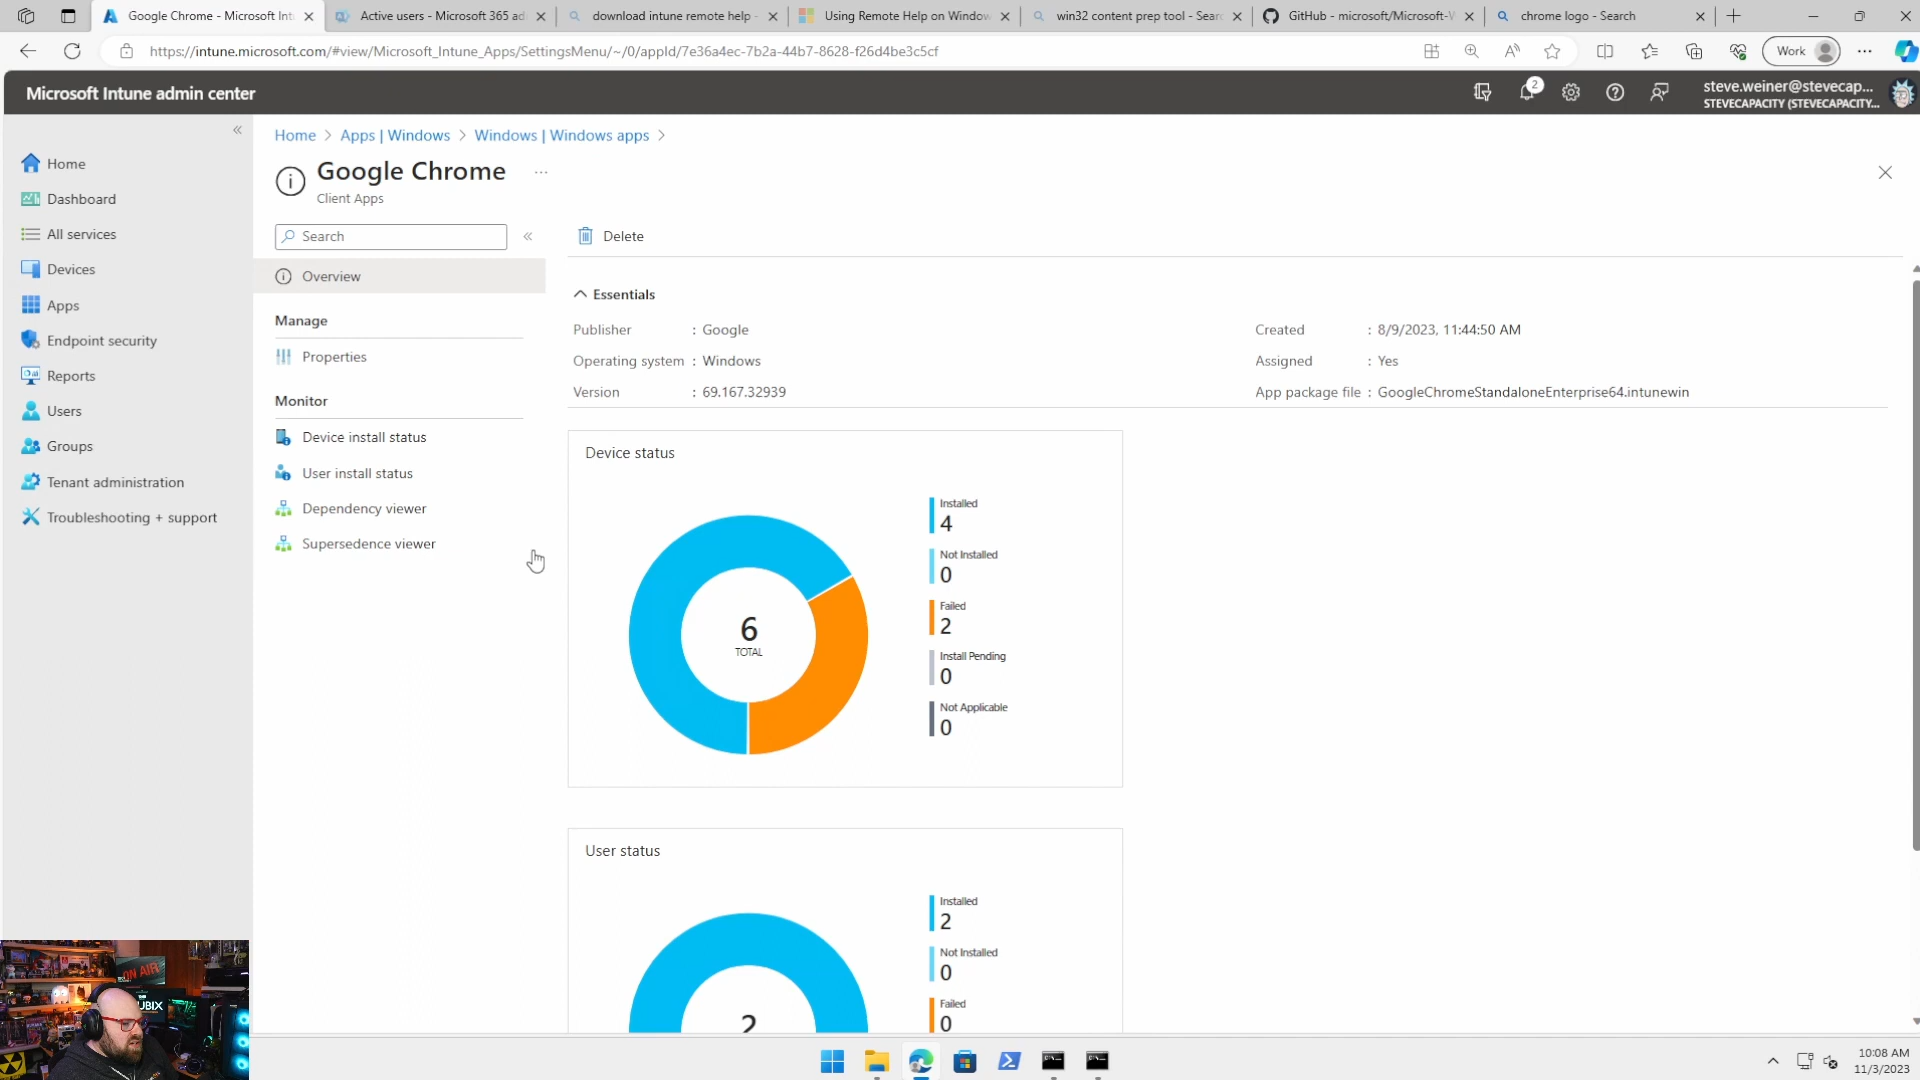 Google Chrome - Microsoft Int
Active users - Microsoft 365 ad
download intune remote help -
Using Remote Help on Window
win32 content prep tool - Sear
GitHub - microsoft/Microsoft-W
chrome logo - Search
https://intune.microsoft.com/#view/Microsoft_Intune_Apps/SettingsMenu/~/0/appId/7e36a4ec-7b2a-44b7-8628-f26d4be3c5cf
Work
Microsoft Intune admin center
2
steve.weiner@stevecap...
STEVECAPACITY (STEVECAPACITY...
Home
Dashboard
All services
Devices
Apps
Endpoint security
Reports
Users
Groups
Tenant administration
Troubleshooting + support
Home > Apps | Windows > Windows | Windows apps >
Google Chrome ...
Client Apps
Search
Overview
Manage
Properties
Monitor
Device install status
User install status
Dependency viewer
Supersedence viewer
Delete
Essentials
Publisher : Google
Operating system : Windows
Version : 69.167.32939
Created : 8/9/2023, 11:44:50 AM
Assigned : Yes
App package file : GoogleChromeStandaloneEnterprise64.intunewin
Device status
6
TOTAL
Installed
4
Not Installed
0
Failed
2
Install Pending
0
Not Applicable
0
User status
2
Installed
2
Not Installed
0
Failed
0
ON AIR
10:08 AM
11/3/2023